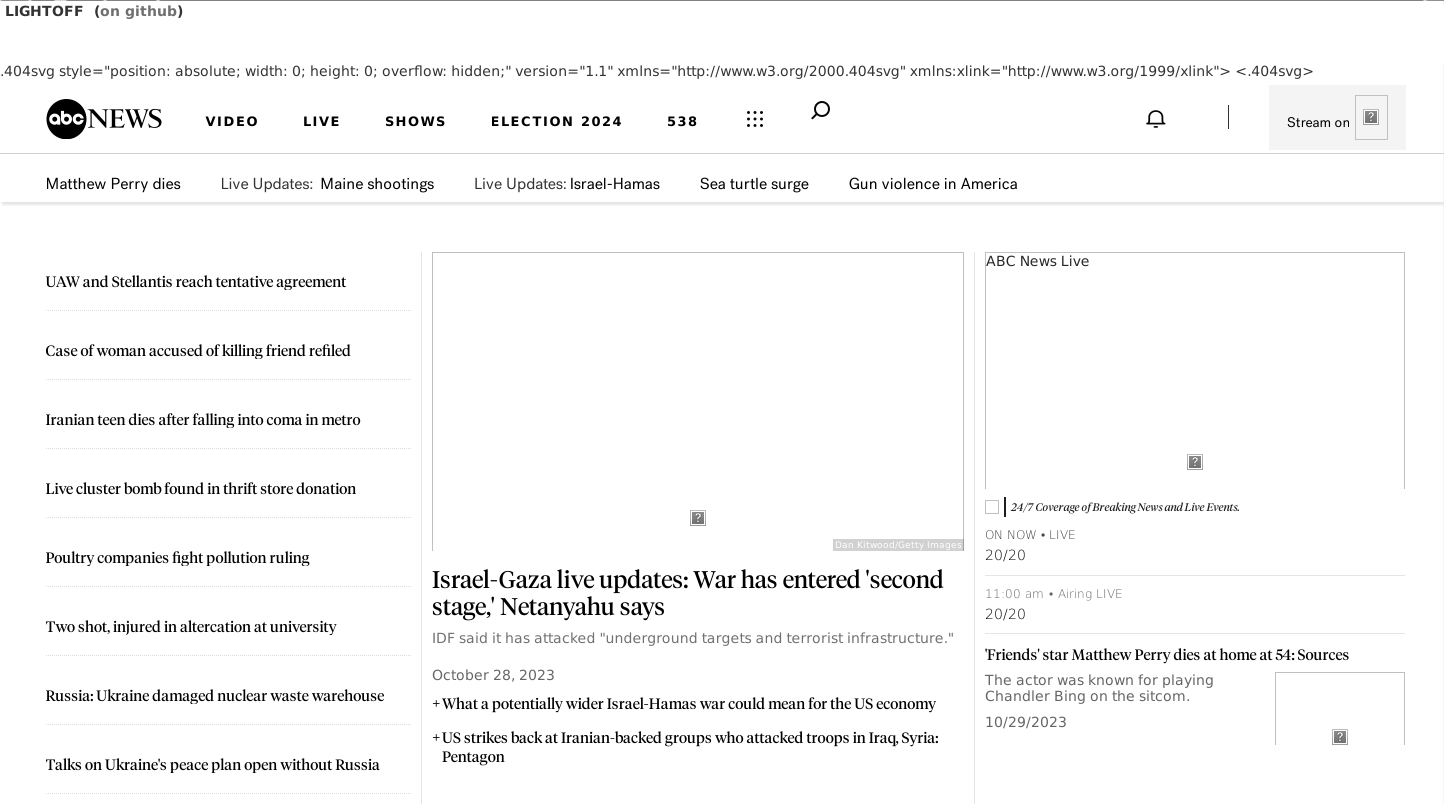 LIGHTOFF (on github)
.404svg style="position: absolute; width: 0; height: 0; overflow: hidden;" version="1.1" xmlns="http://www.w3.org/2000.404svg" xmlns:xlink="http://www.w3.org/1999/xlink"> <.404svg>
abc NEWS VIDEO LIVE SHOWS ELECTION 2024 538 Stream on
Matthew Perry dies Live Updates: Maine shootings Live Updates: Israel-Hamas Sea turtle surge Gun violence in America
UAW and Stellantis reach tentative agreement
Case of woman accused of killing friend refiled
Iranian teen dies after falling into coma in metro
Live cluster bomb found in thrift store donation
Poultry companies fight pollution ruling
Two shot, injured in altercation at university
Russia: Ukraine damaged nuclear waste warehouse
Talks on Ukraine's peace plan open without Russia
Dan Kitwood/Getty Images
Israel-Gaza live updates: War has entered 'second
stage,' Netanyahu says
IDF said it has attacked "underground targets and terrorist infrastructure."
October 28, 2023
+ What a potentially wider Israel-Hamas war could mean for the US economy
+ US strikes back at Iranian-backed groups who attacked troops in Iraq, Syria:
Pentagon
ABC News Live
24/7 Coverage of Breaking News and Live Events.
ON NOW • LIVE
20/20
11:00 am • Airing LIVE
20/20
'Friends' star Matthew Perry dies at home at 54: Sources
The actor was known for playing
Chandler Bing on the sitcom.
10/29/2023